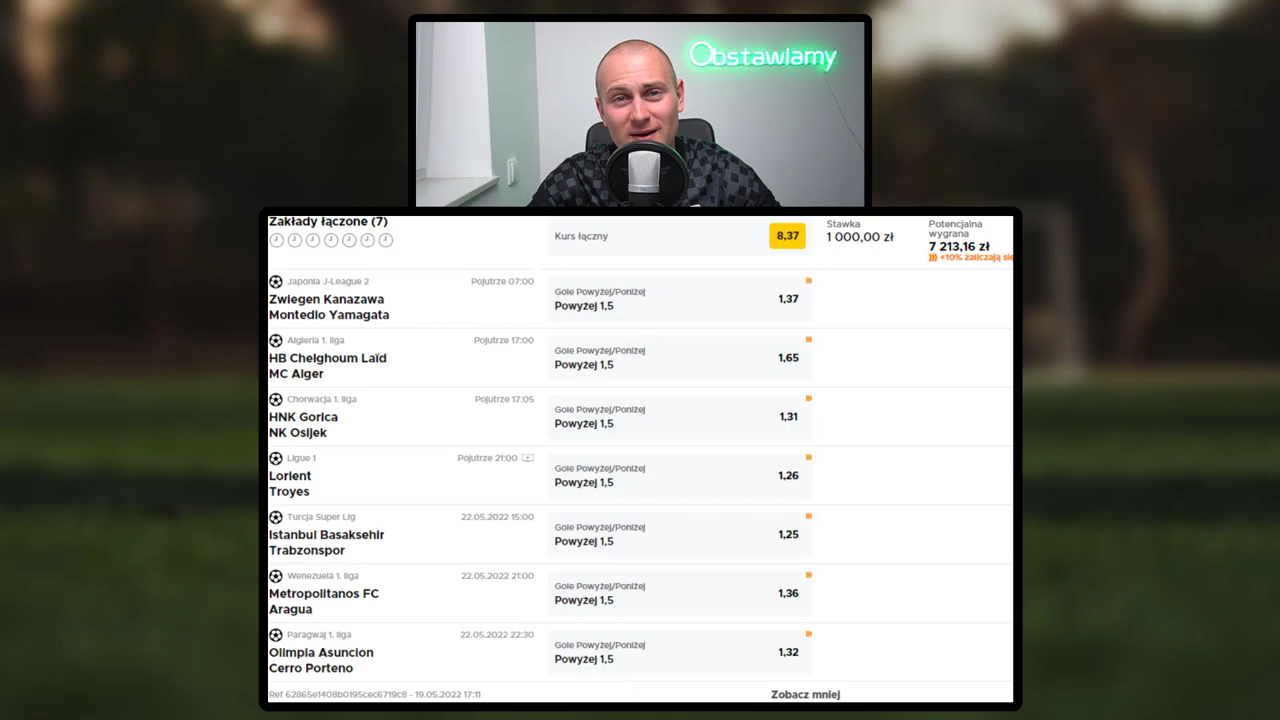 Obstawiamy
Zakłady łączone (7)
Kurs łączny
8,37
Stawka
1 000,00 zł
Potencjalna
wygrana
7 213,16 zł
+10% zaliczają się
Japonia J-League 2
Pojutrze 07:00
Zwiegen Kanazawa
Montedio Yamagata
Gole Powyżej/Poniżej
Powyżej 1,5
1,37
Algieria 1. liga
Pojutrze 17:00
HB Chelghoum Laïd
MC Alger
Gole Powyżej/Poniżej
Powyżej 1,5
1,65
Chorwacja 1. liga
Pojutrze 17:05
HNK Gorica
NK Osijek
Gole Powyżej/Poniżej
Powyżej 1,5
1,31
Ligue 1
Pojutrze 21:00
Lorient
Troyes
Gole Powyżej/Poniżej
Powyżej 1,5
1,26
Turcja Super Lig
22.05.2022 15:00
Istanbul Basaksehir
Trabzonspor
Gole Powyżej/Poniżej
Powyżej 1,5
1,25
Wenezuela 1. liga
22.05.2022 21:00
Metropolitanos FC
Aragua
Gole Powyżej/Poniżej
Powyżej 1,5
1,36
Paragwaj 1. liga
22.05.2022 22:30
Olimpia Asuncion
Cerro Porteno
Gole Powyżej/Poniżej
Powyżej 1,5
1,32
Ref 62865e1408b0195cec6719c8 - 19.05.2022 17:11
Zobacz mniej